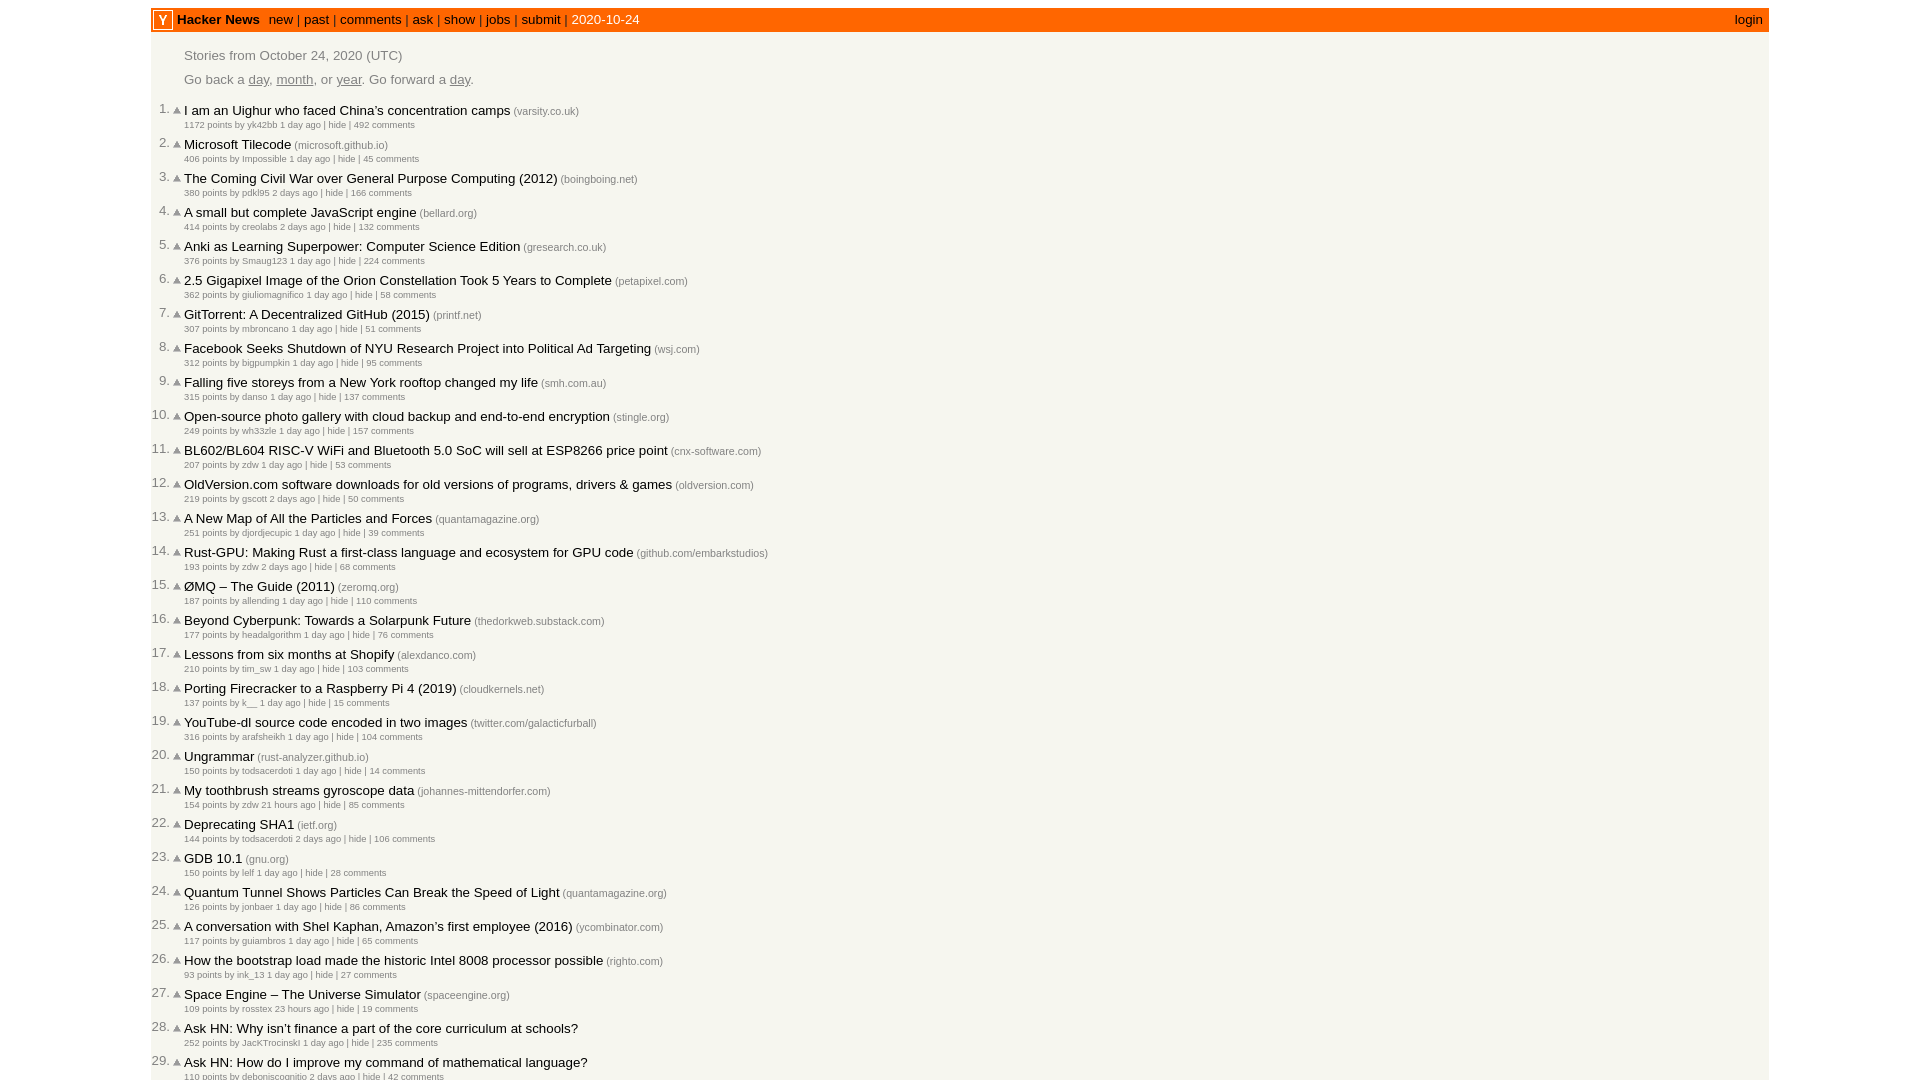 Y Hacker News new | past | comments | ask | show | jobs | submit | 2020-10-24 login
Stories from October 24, 2020 (UTC)
Go back a day, month, or year. Go forward a day.
1. I am an Uighur who faced China’s concentration camps (varsity.co.uk)
1172 points by yk42bb 1 day ago | hide | 492 comments
2. Microsoft Tilecode (microsoft.github.io)
406 points by Impossible 1 day ago | hide | 45 comments
3. The Coming Civil War over General Purpose Computing (2012) (boingboing.net)
380 points by pdkl95 2 days ago | hide | 166 comments
4. A small but complete JavaScript engine (bellard.org)
414 points by creolabs 2 days ago | hide | 132 comments
5. Anki as Learning Superpower: Computer Science Edition (gresearch.co.uk)
376 points by Smaug123 1 day ago | hide | 224 comments
6. 2.5 Gigapixel Image of the Orion Constellation Took 5 Years to Complete (petapixel.com)
362 points by giuliomagnifico 1 day ago | hide | 58 comments
7. GitTorrent: A Decentralized GitHub (2015) (printf.net)
307 points by mbroncano 1 day ago | hide | 51 comments
8. Facebook Seeks Shutdown of NYU Research Project into Political Ad Targeting (wsj.com)
312 points by bigpumpkin 1 day ago | hide | 95 comments
9. Falling five storeys from a New York rooftop changed my life (smh.com.au)
315 points by danso 1 day ago | hide | 137 comments
10. Open-source photo gallery with cloud backup and end-to-end encryption (stingle.org)
249 points by wh33zle 1 day ago | hide | 157 comments
11. BL602/BL604 RISC-V WiFi and Bluetooth 5.0 SoC will sell at ESP8266 price point (cnx-software.com)
207 points by zdw 1 day ago | hide | 53 comments
12. OldVersion.com software downloads for old versions of programs, drivers & games (oldversion.com)
219 points by gscott 2 days ago | hide | 50 comments
13. A New Map of All the Particles and Forces (quantamagazine.org)
251 points by djordjecupic 1 day ago | hide | 39 comments
14. Rust-GPU: Making Rust a first-class language and ecosystem for GPU code (github.com/embarkstudios)
193 points by zdw 2 days ago | hide | 68 comments
15. ØMQ – The Guide (2011) (zeromq.org)
187 points by allending 1 day ago | hide | 110 comments
16. Beyond Cyberpunk: Towards a Solarpunk Future (thedorkweb.substack.com)
177 points by headalgorithm 1 day ago | hide | 76 comments
17. Lessons from six months at Shopify (alexdanco.com)
210 points by tim_sw 1 day ago | hide | 103 comments
18. Porting Firecracker to a Raspberry Pi 4 (2019) (cloudkernels.net)
137 points by k__ 1 day ago | hide | 15 comments
19. YouTube-dl source code encoded in two images (twitter.com/galacticfurball)
316 points by arafsheikh 1 day ago | hide | 104 comments
20. Ungrammar (rust-analyzer.github.io)
150 points by todsacerdoti 1 day ago | hide | 14 comments
21. My toothbrush streams gyroscope data (johannes-mittendorfer.com)
154 points by zdw 21 hours ago | hide | 85 comments
22. Deprecating SHA1 (ietf.org)
144 points by todsacerdoti 2 days ago | hide | 106 comments
23. GDB 10.1 (gnu.org)
150 points by lelf 1 day ago | hide | 28 comments
24. Quantum Tunnel Shows Particles Can Break the Speed of Light (quantamagazine.org)
126 points by jonbaer 1 day ago | hide | 86 comments
25. A conversation with Shel Kaphan, Amazon’s first employee (2016) (ycombinator.com)
117 points by guiambros 1 day ago | hide | 65 comments
26. How the bootstrap load made the historic Intel 8008 processor possible (righto.com)
93 points by ink_13 1 day ago | hide | 27 comments
27. Space Engine – The Universe Simulator (spaceengine.org)
109 points by rosstex 23 hours ago | hide | 19 comments
28. Ask HN: Why isn’t finance a part of the core curriculum at schools?
252 points by JacKTrocinskI 1 day ago | hide | 235 comments
29. Ask HN: How do I improve my command of mathematical language?
110 points by deboniscognitio 2 days ago | hide | 42 comments